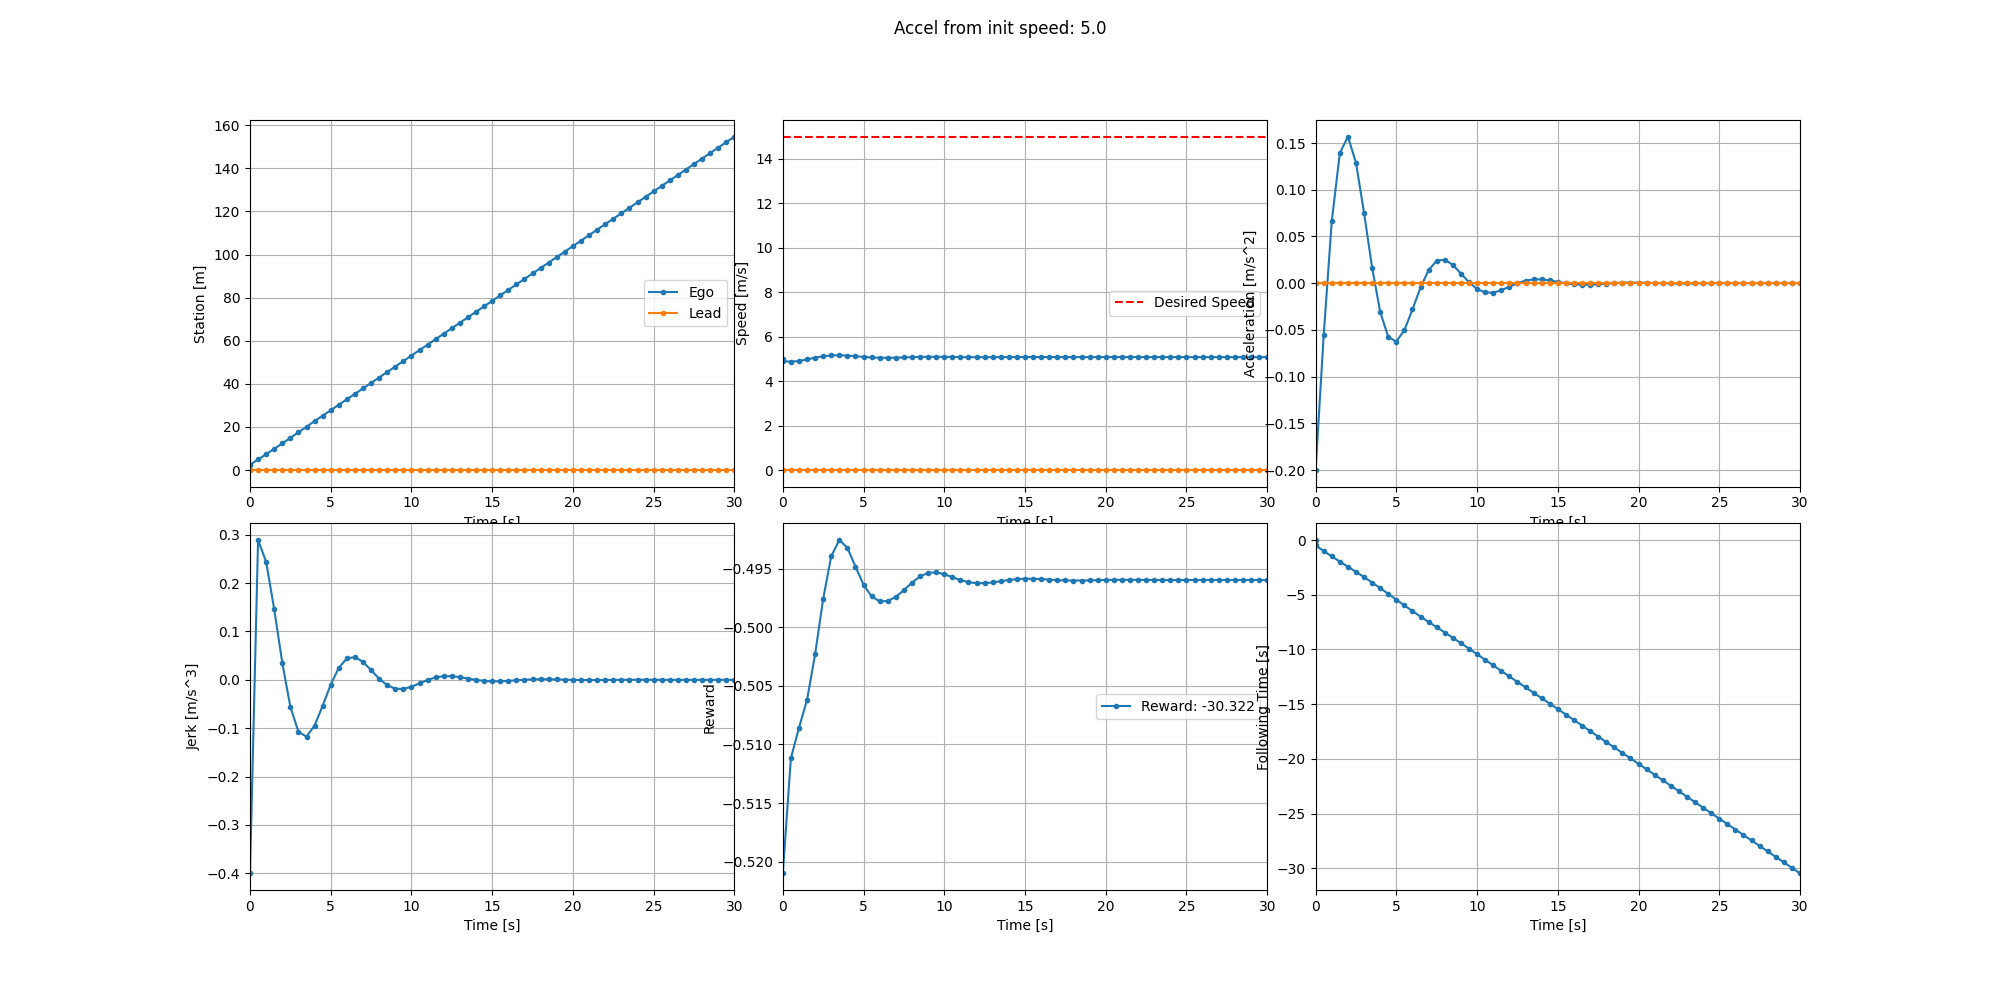 Accel from init speed: 5.0
160
140
120
100
80
60
40
20
0
Station [m]
Ego
Lead
0 5 10 15 20 25 30
Time [s]
14
12
10
8
6
4
2
0
Speed [m/s]
Desired Speed
0 5 10 15 20 25 30
Time [s]
0.15
0.10
0.05
0.00
−0.05
−0.10
−0.15
−0.20
Acceleration [m/s^2]
0 5 10 15 20 25 30
Time [s]
0.3
0.2
0.1
0.0
−0.1
−0.2
−0.3
−0.4
Jerk [m/s^3]
0 5 10 15 20 25 30
Time [s]
−0.495
−0.500
−0.505
−0.510
−0.515
−0.520
Reward
Reward: -30.322
0 5 10 15 20 25 30
Time [s]
0
−5
−10
−15
−20
−25
−30
Following Time [s]
0 5 10 15 20 25 30
Time [s]